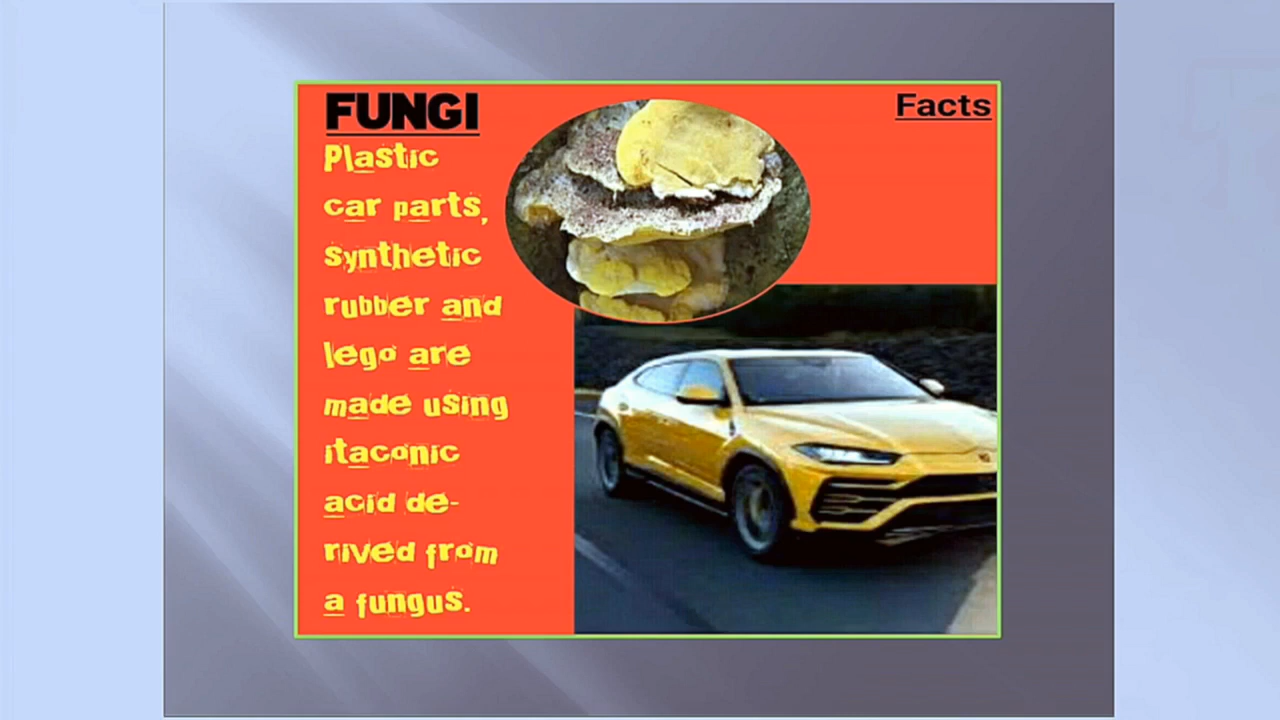 FUNGI
Facts
Plastic
car parts,
synthetic
rubber and
lego are
made using
itaconic
acid de-
rived from
a fungus.